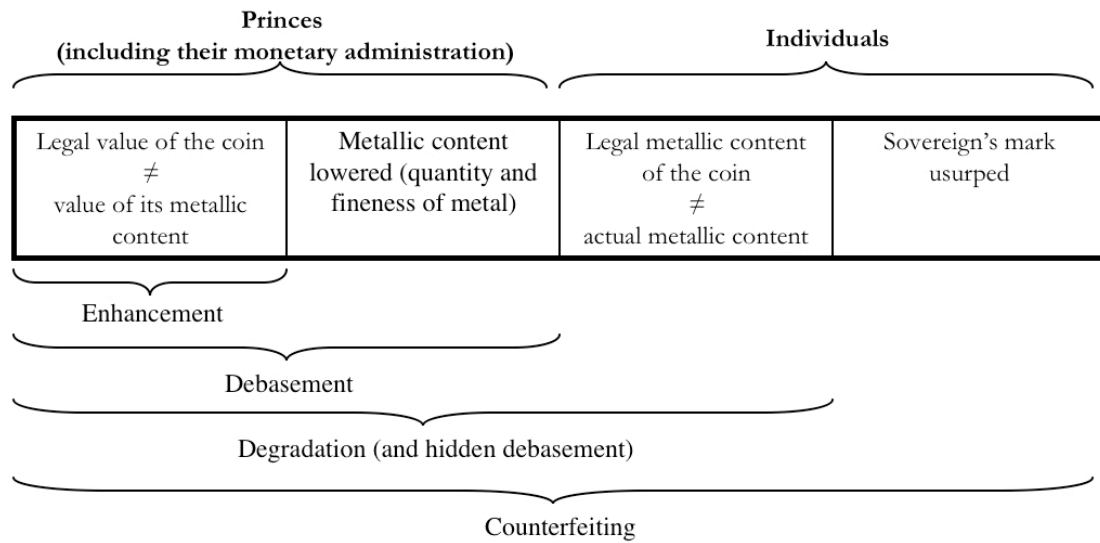 Princes
(including their monetary administration)
Individuals
Legal value of the coin
≠
value of its metallic
content
Metallic content
lowered (quantity and
fineness of metal)
Legal metallic content
of the coin
≠
actual metallic content
Sovereign’s mark
usurped
Enhancement
Debasement
Degradation (and hidden debasement)
Counterfeiting